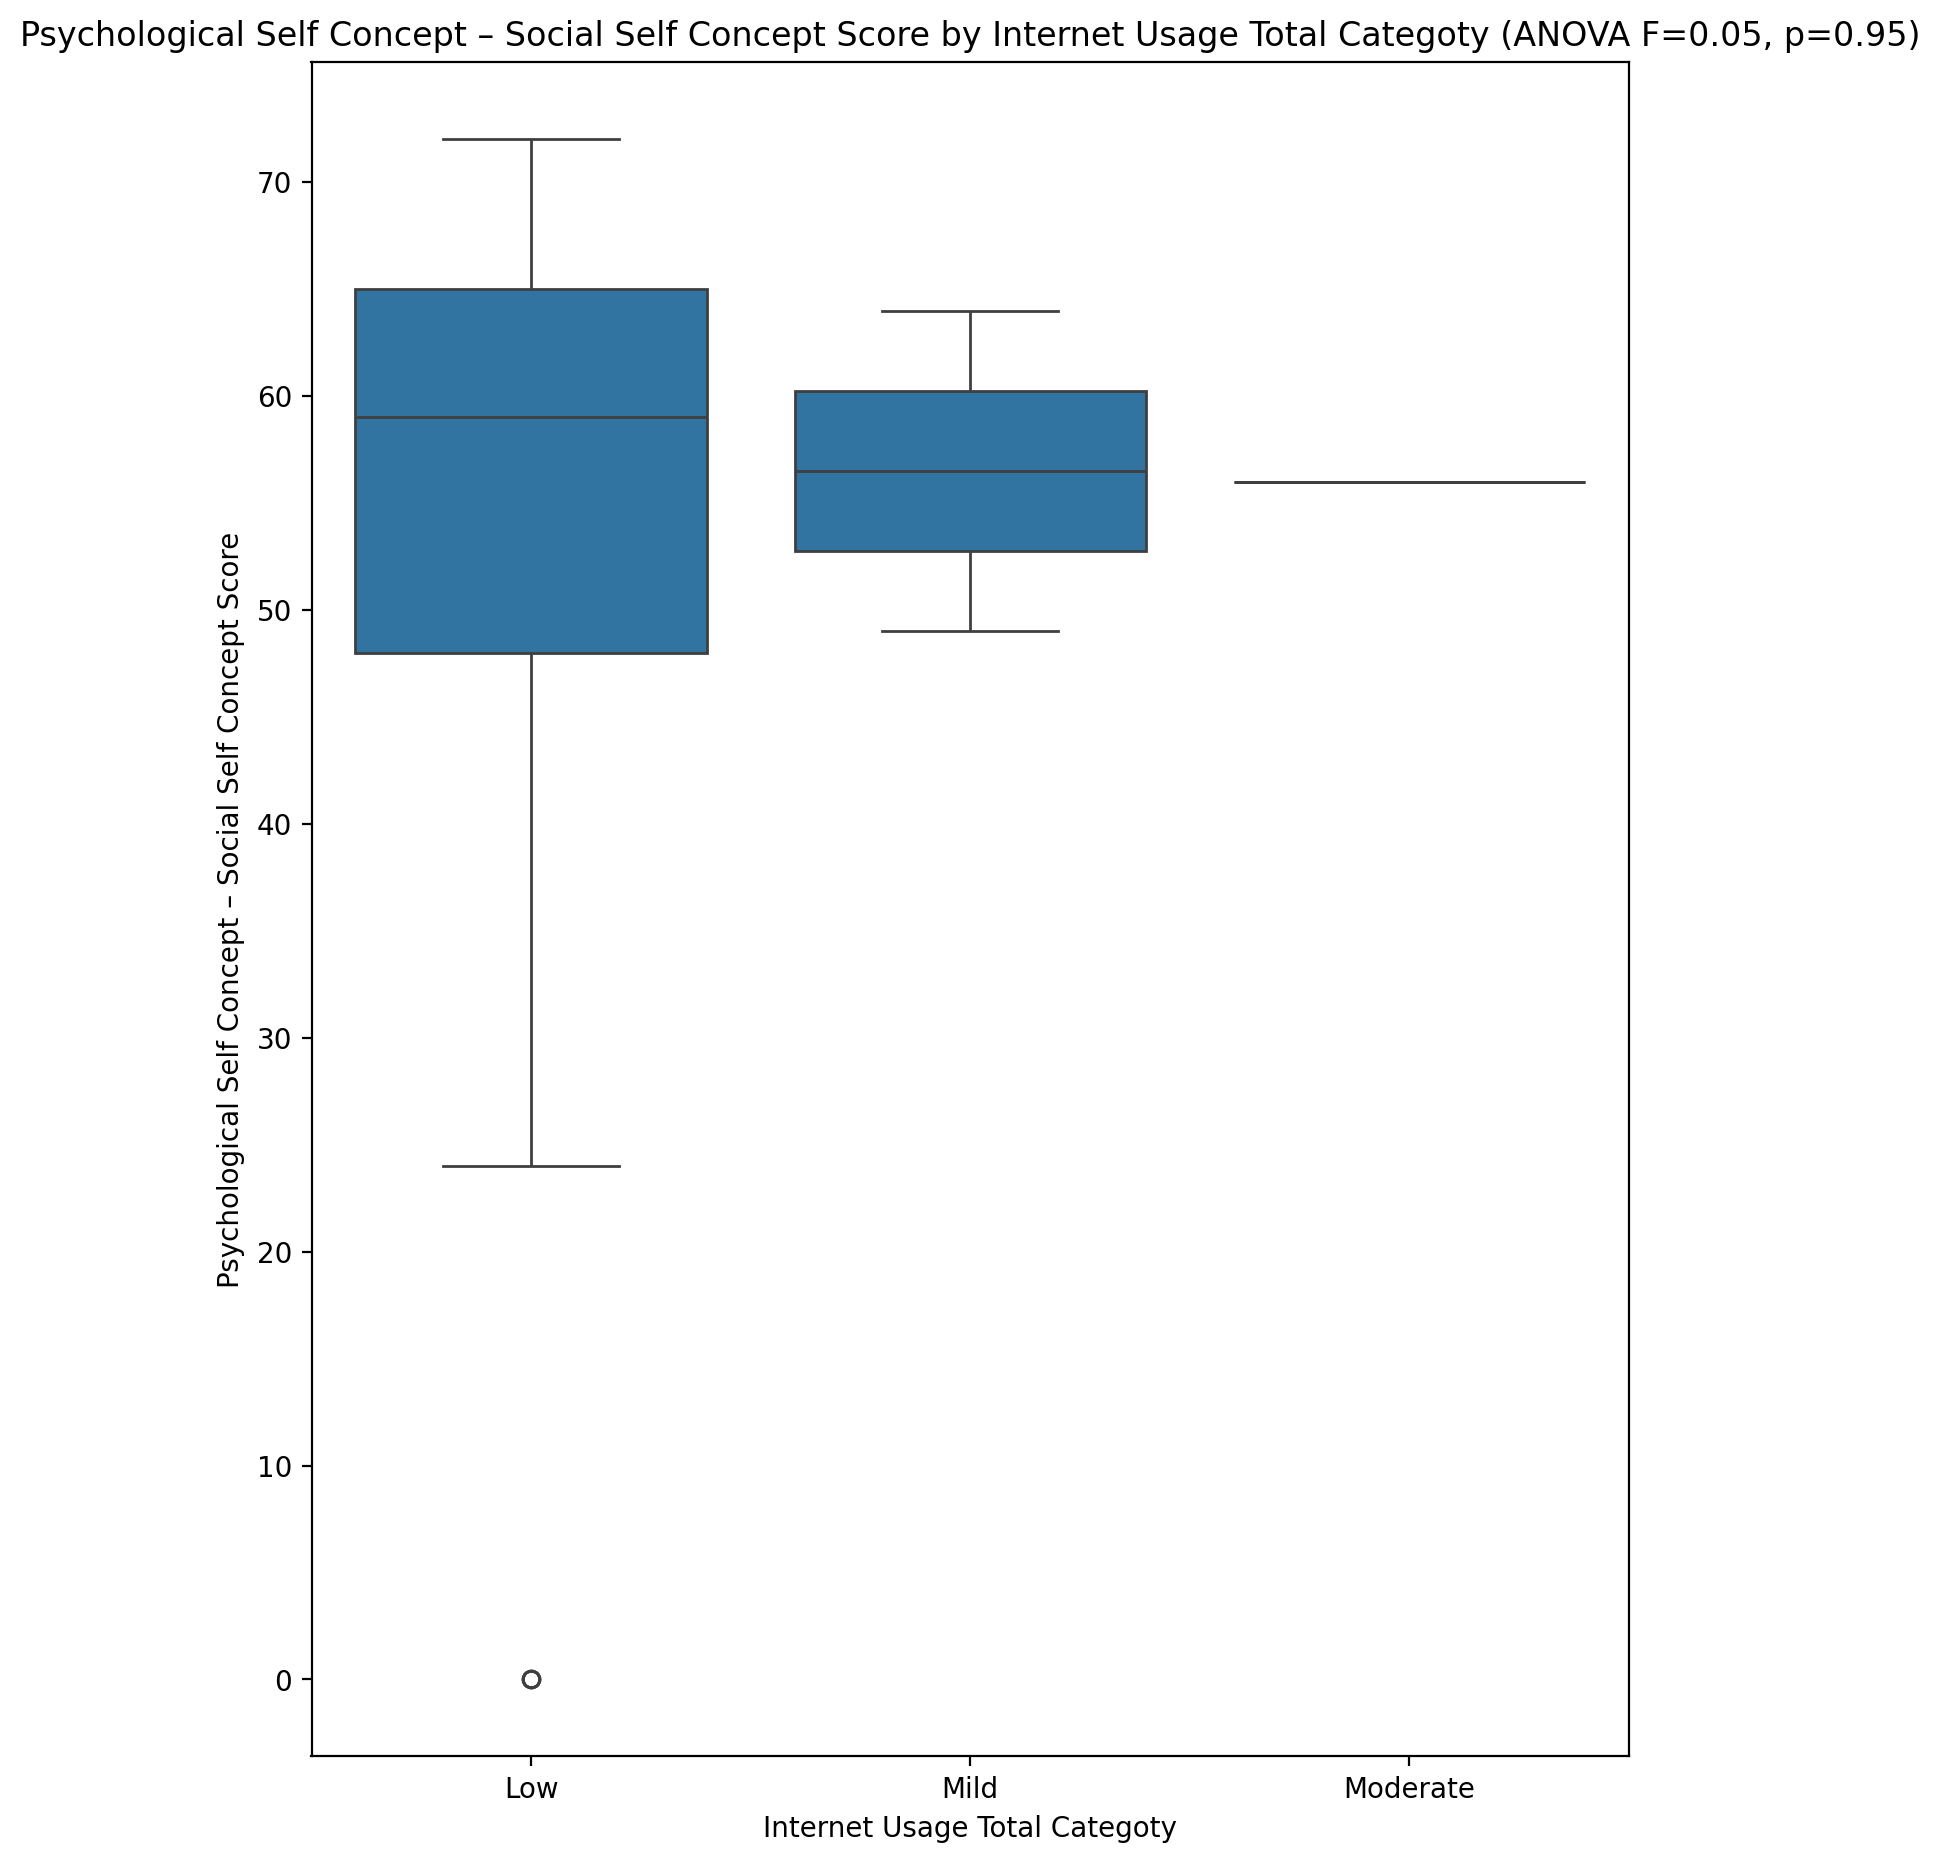 Psychological Self Concept – Social Self Concept Score by Internet Usage Total Categoty (ANOVA F=0.05, p=0.95)
Psychological Self Concept – Social Self Concept Score
70
60
50
40
30
20
10
0
Low Mild Moderate
Internet Usage Total Categoty